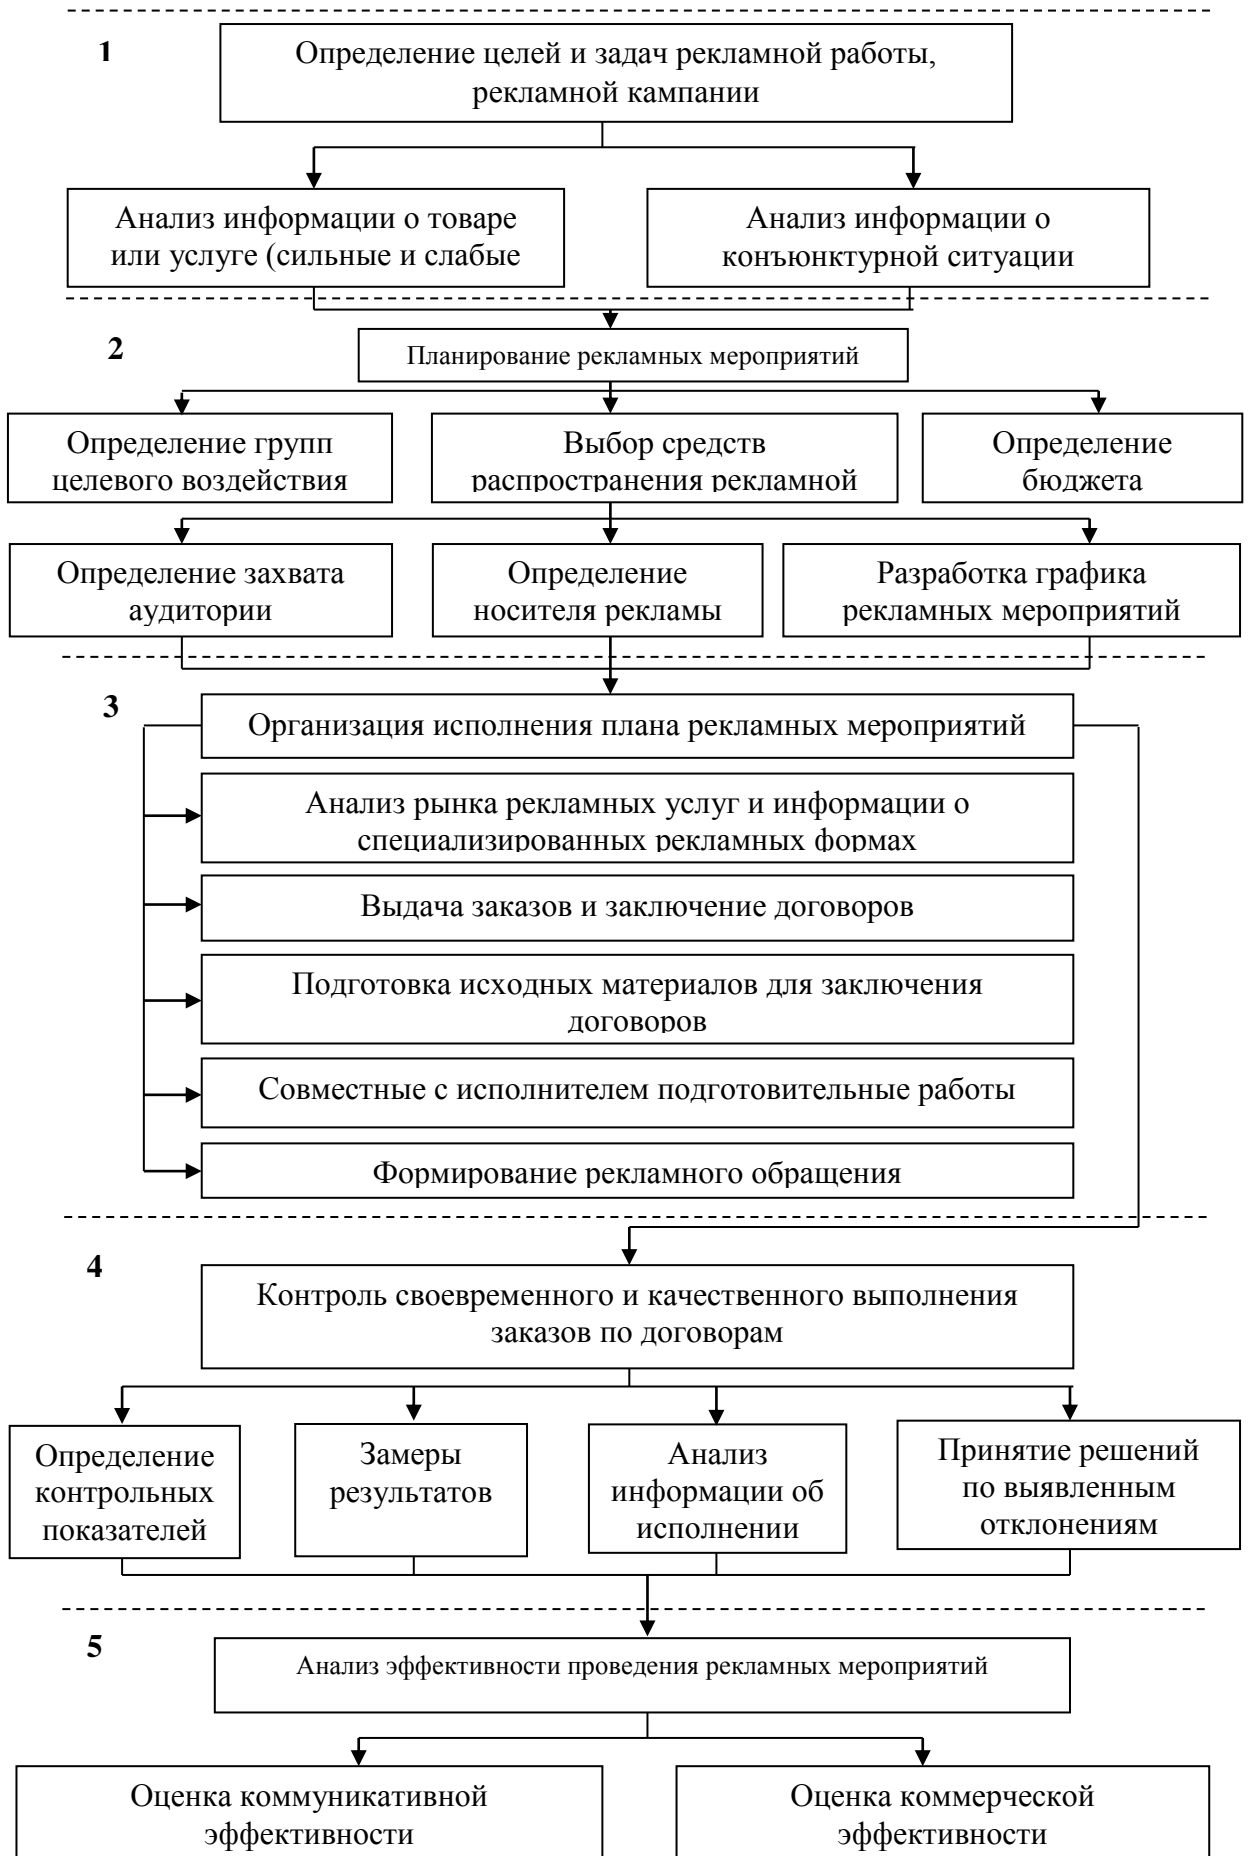 1
Определение целей и задач рекламной работы,
рекламной кампании
Анализ информации о товаре
или услуге (сильные и слабые
Анализ информации о
конъюнктурной ситуации
2
Планирование рекламных мероприятий
Определение групп
целевого воздействия
Выбор средств
распространения рекламной
Определение
бюджета
Определение захвата
аудитории
Определение
носителя рекламы
Разработка графика
рекламных мероприятий
3
Организация исполнения плана рекламных мероприятий
Анализ рынка рекламных услуг и информации о
специализированных рекламных формах
Выдача заказов и заключение договоров
Подготовка исходных материалов для заключения
договоров
Совместные с исполнителем подготовительные работы
Формирование рекламного обращения
4
Контроль своевременного и качественного выполнения
заказов по договорам
Определение
контрольных
показателей
Замеры
результатов
Анализ
информации об
исполнении
Принятие решений
по выявленным
отклонениям
5
Анализ эффективности проведения рекламных мероприятий
Оценка коммуникативной
эффективности
Оценка коммерческой
эффективности